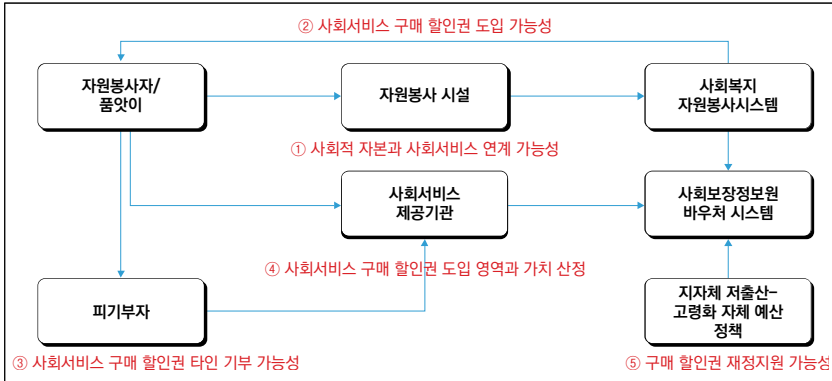 ② 사회서비스 구매 할인권 도입 가능성
자원봉사자/
품앗이
자원봉사 시설
사회복지
자원봉사시스템
① 사회적 자본과 사회서비스 연계 가능성
사회서비스
제공기관
사회보장정보원
바우처 시스템
④ 사회서비스 구매 할인권 도입 영역과 가치 산정
피기부자
지자체 저출산–
고령화 자체 예산
정책
③ 사회서비스 구매 할인권 타인 기부 가능성
⑤ 구매 할인권 재정지원 가능성